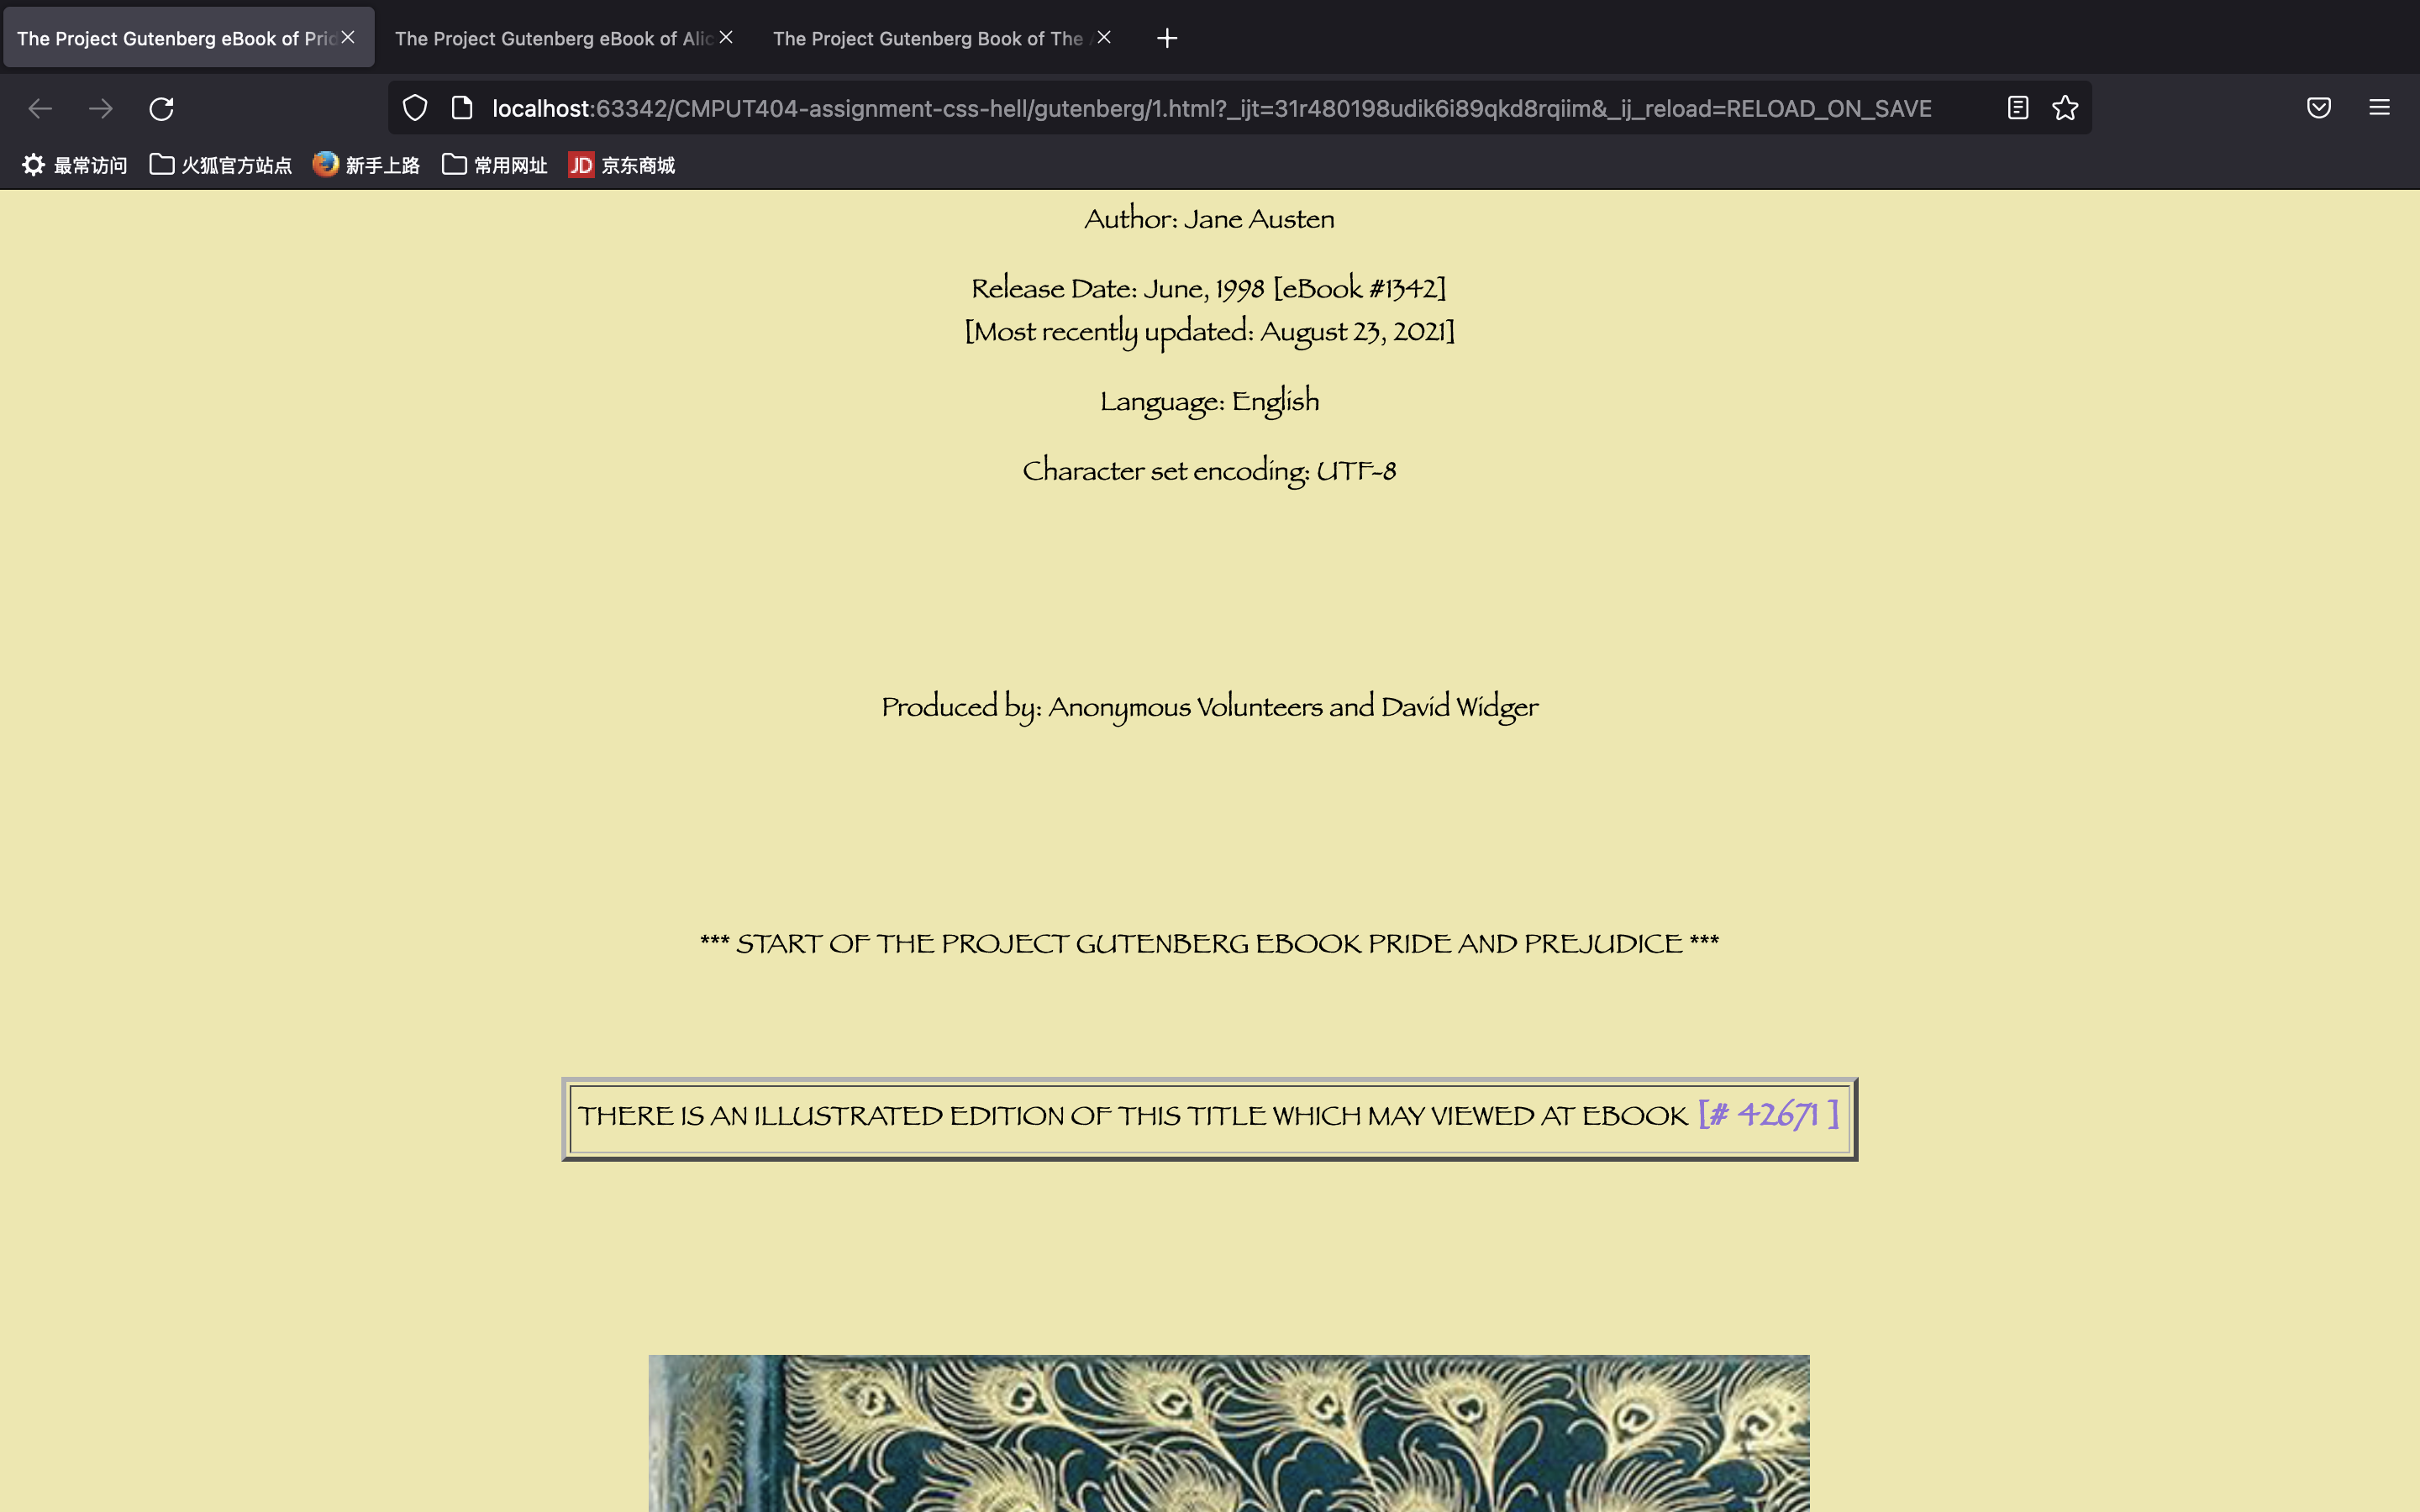 The Project Gutenberg eBook of Prid
The Project Gutenberg eBook of Alic
The Project Gutenberg Book of The
localhost:63342/CMPUT404-assignment-css-hell/gutenberg/1.html?_ijt=31r480198udik6i89qkd8rqiim&_ij_reload=RELOAD_ON_SAVE
最常访问 火狐官方站点 新手上路 常用网址 JD 京东商城
Author: Jane Austen
Release Date: June, 1998 [eBook #1342]
[Most recently updated: August 23, 2021]
Language: English
Character set encoding: UTF-8
Produced by: Anonymous Volunteers and David Widger
*** START OF THE PROJECT GUTENBERG EBOOK PRIDE AND PREJUDICE ***
THERE IS AN ILLUSTRATED EDITION OF THIS TITLE WHICH MAY VIEWED AT EBOOK [# 42671 ]